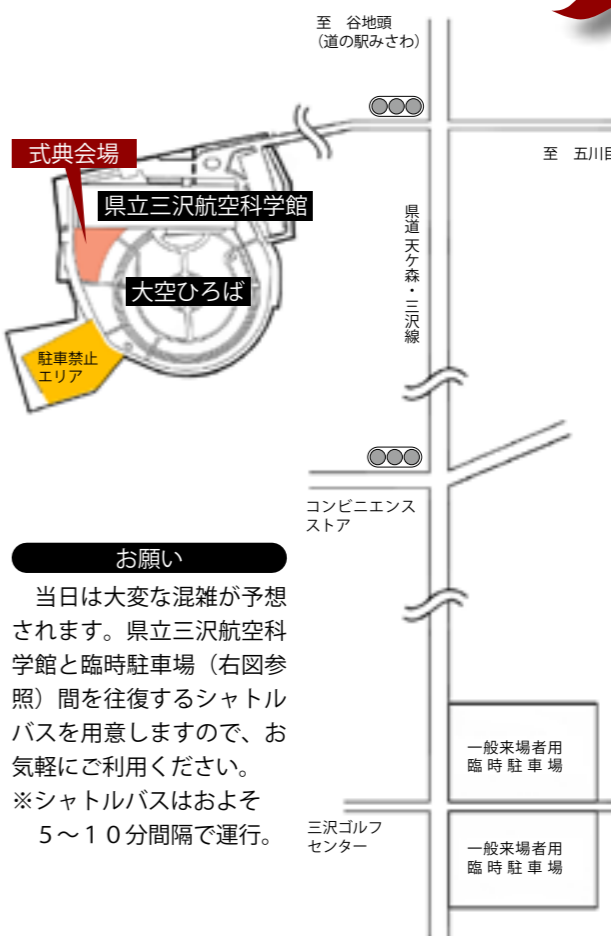 至　谷地頭
（道の駅みさわ）
至　五川目
式典会場
県立三沢航空科学館
大空ひろば
駐車禁止
エリア
県道 天ケ森・三沢線
コンビニエンス
ストア
お願い
　当日は大変な混雑が予想
されます。県立三沢航空科
学館と臨時駐車場（右図参
照）間を往復するシャトル
バスを用意しますので、お
気軽にご利用ください。
※シャトルバスはおよそ
　５～１０分間隔で運行。
一般来場者用
臨時駐車場
三沢ゴルフ
センター
一般来場者用
臨時駐車場